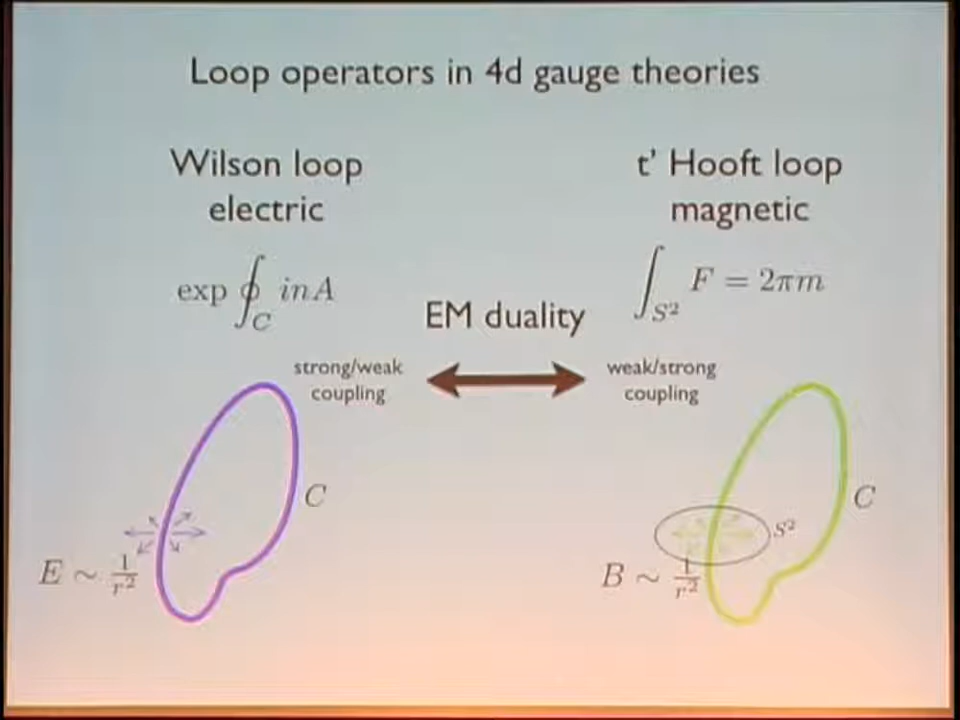 Loop operators in 4d gauge theories
Wilson loop
electric
t' Hooft loop
magnetic
exp ∮_C inA
∫_{S²} F = 2πm
EM duality
strong/weak
coupling
weak/strong
coupling
C
C
S²
E ~ 1/r²
B ~ 1/r²